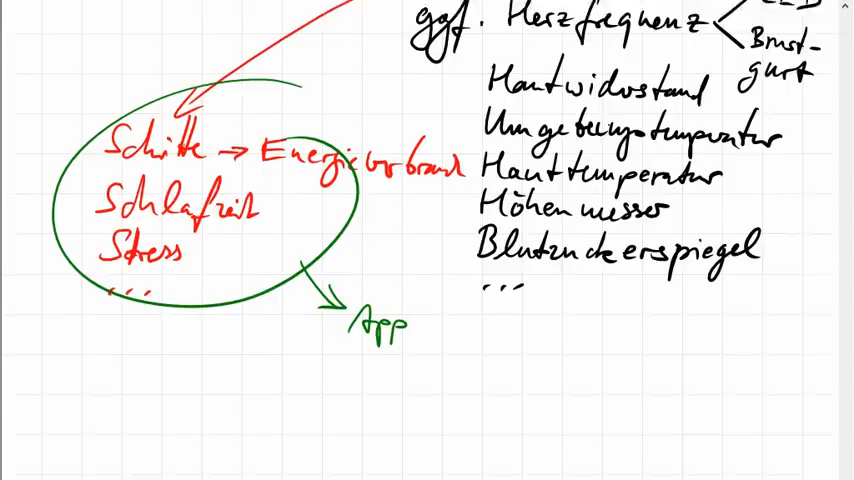 ggf. Herzfrequenz
Brust-
gurt
Hautwiderstand
Umgebungstemperatur
Hauttemperatur
Höhenmesser
Blutzuckerspiegel
...
Schritte → Energieverbrauch
Schlafzeit
Stress
...
App